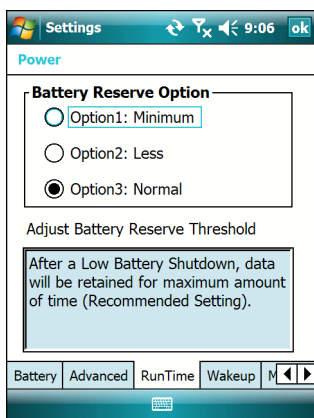 Settings 9:06 ok
Power
Battery Reserve Option
Option1: Minimum
Option2: Less
Option3: Normal
Adjust Battery Reserve Threshold
After a Low Battery Shutdown, data
will be retained for maximum amount
of time (Recommended Setting).
Battery Advanced RunTime Wakeup M